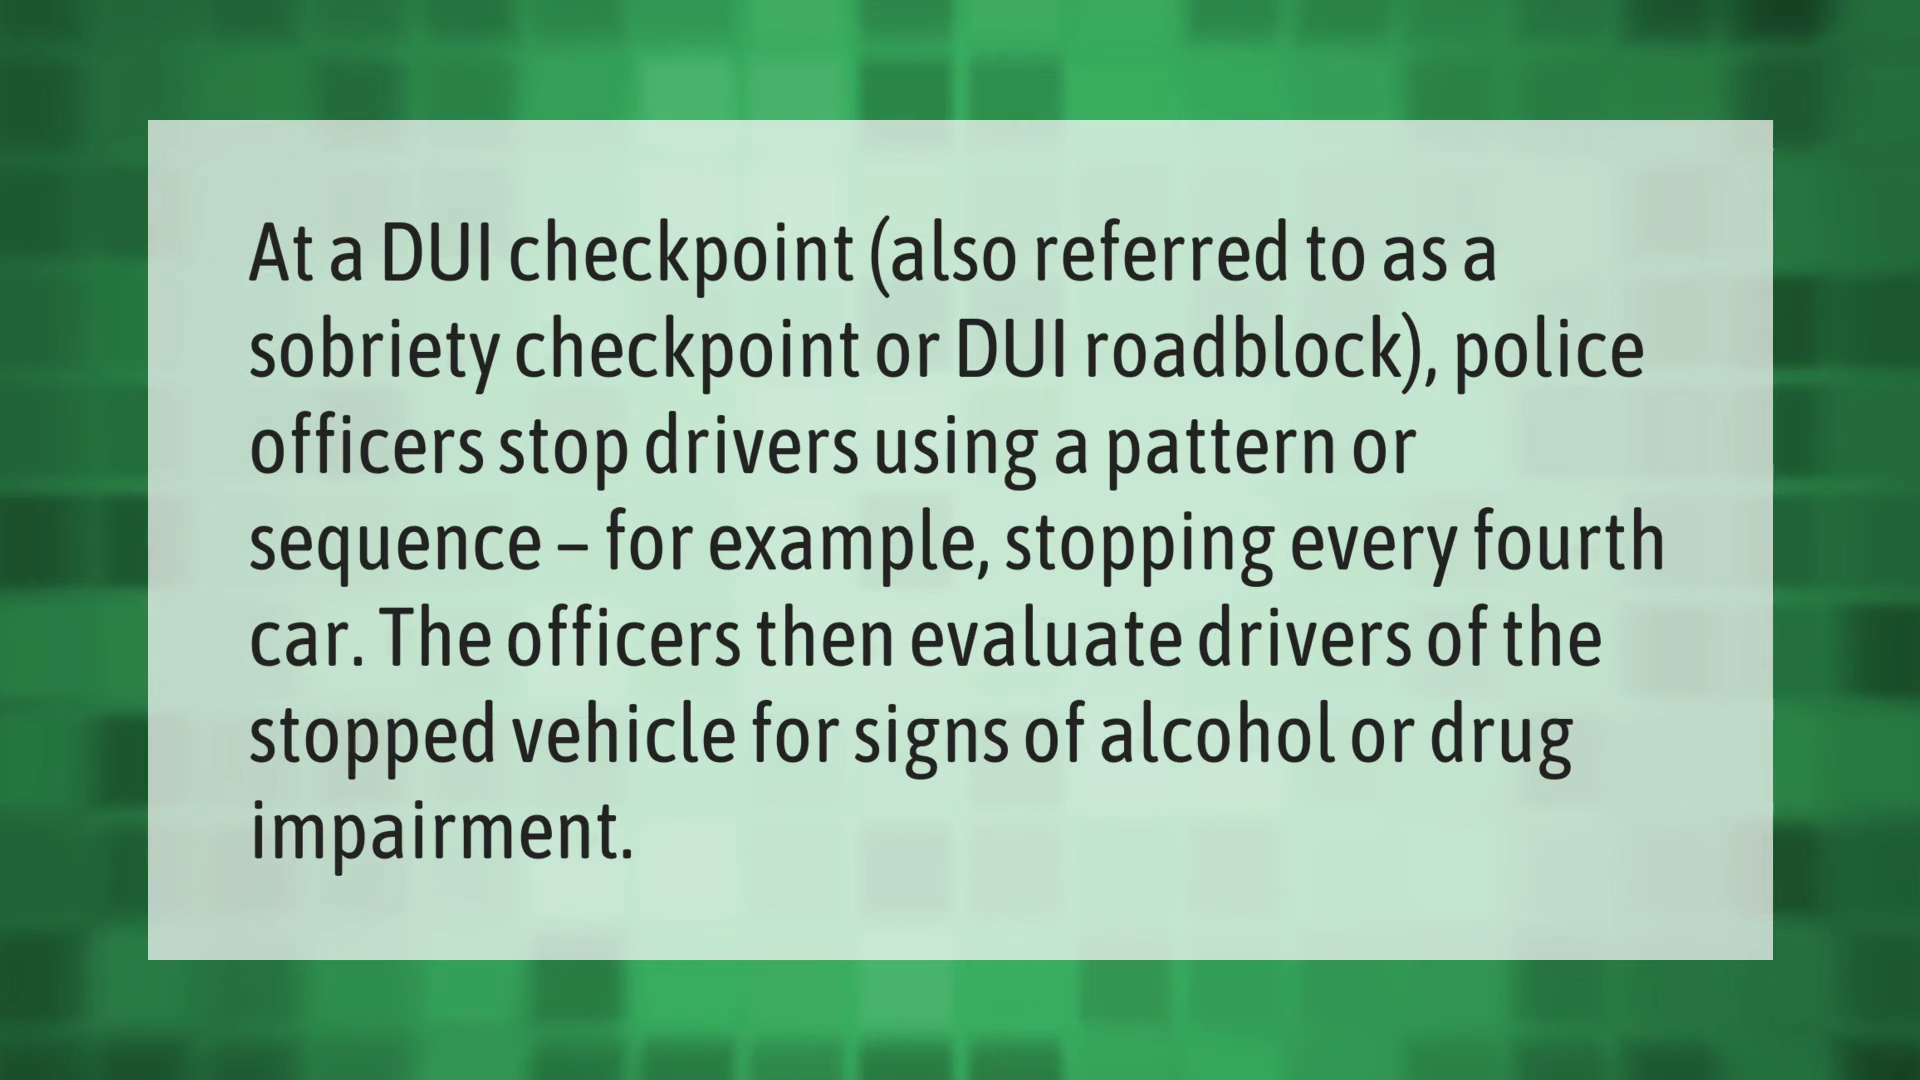 At a DUI checkpoint (also referred to as a
sobriety checkpoint or DUI roadblock), police
officers stop drivers using a pattern or
sequence – for example, stopping every fourth
car. The officers then evaluate drivers of the
stopped vehicle for signs of alcohol or drug
impairment.